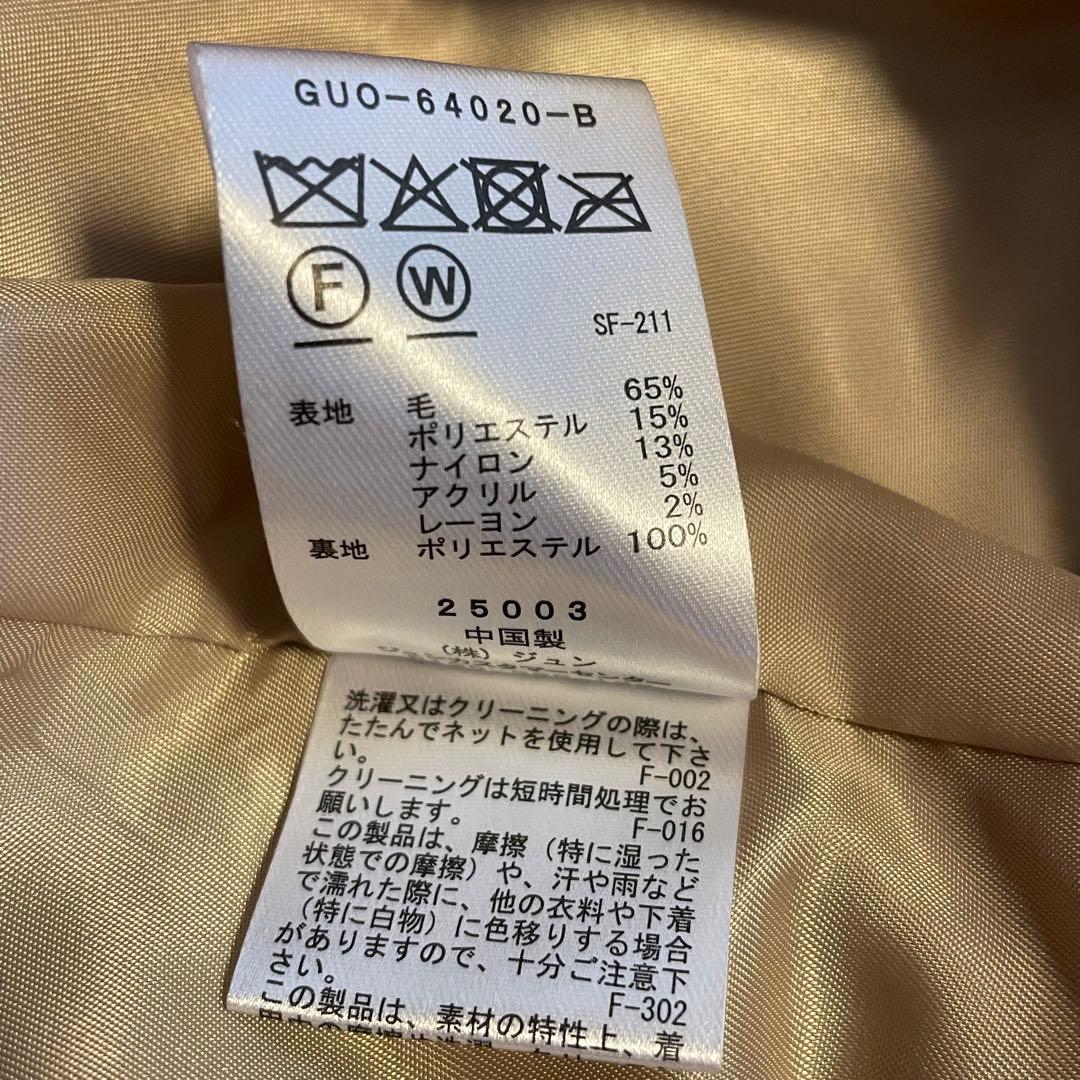 GUO-64020-B
F W
SF-211
表地 毛 65%
ポリエステル 15%
ナイロン 13%
アクリル 5%
レーヨン 2%
裏地 ポリエステル 100%
25003
中国製
(株)ジュン
洗濯又はクリーニングの際は、
たたんでネットを使用して下さ
い。 F-002
クリーニングは短時間処理でお
願いします。 F-016
この製品は、摩擦(特に湿った
状態での摩擦)や、汗や雨など
で濡れた際に、他の衣料や下着
(特に白物)に色移りする場合
がありますので、十分ご注意下
さい。 F-302
この製品は、素材の特性上、着